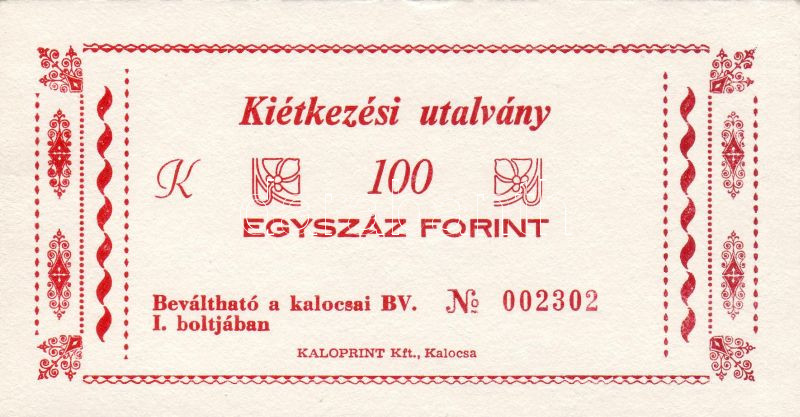 Kiétkezési utalvány
K 100
EGYSZÁZ FORINT
Beváltható a kalocsai BV. № 002302
I. boltjában
KALOPRINT Kft., Kalocsa